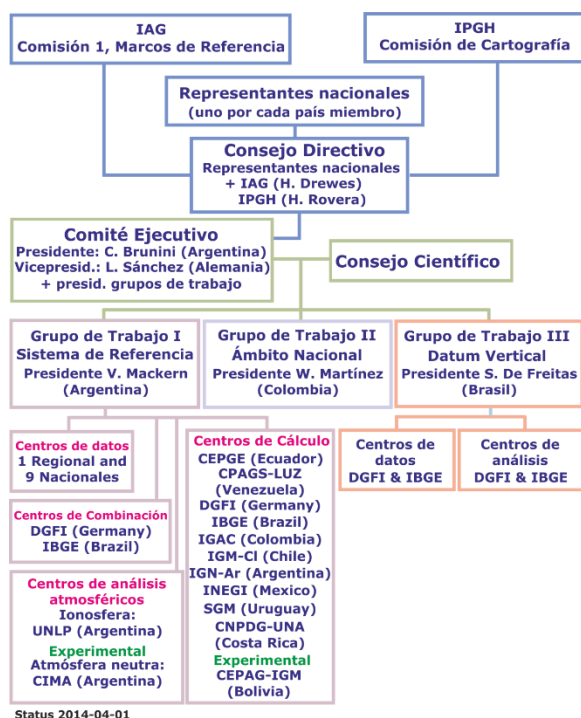 IAG
Comisión 1, Marcos de Referencia
IPGH
Comisión de Cartografía
Representantes nacionales
(uno por cada país miembro)
Consejo Directivo
Representantes nacionales
+ IAG (H. Drewes)
IPGH (H. Rovera)
Comité Ejecutivo
Presidente: C. Brunini (Argentina)
Vicepresid.: L. Sánchez (Alemania)
+ presid. grupos de trabajo
Consejo Científico
Grupo de Trabajo I
Sistema de Referencia
Presidente V. Mackern
(Argentina)
Grupo de Trabajo II
Ámbito Nacional
Presidente W. Martínez
(Colombia)
Grupo de Trabajo III
Datum Vertical
Presidente S. De Freitas
(Brasil)
Centros de datos
1 Regional and
9 Nacionales
Centros de Combinación
DGFI (Germany)
IBGE (Brazil)
Centros de análisis
atmosféricos
Ionosfera:
UNLP (Argentina)
Experimental
Atmósfera neutra:
CIMA (Argentina)
Centros de Cálculo
CEPGE (Ecuador)
CPAGS-LUZ
(Venezuela)
DGFI (Germany)
IBGE (Brazil)
IGAC (Colombia)
IGM-Cl (Chile)
IGN-Ar (Argentina)
INEGI (Mexico)
SGM (Uruguay)
CNPDG-UNA
(Costa Rica)
Experimental
CEPAG-IGM
(Bolivia)
Centros de
datos
DGFI & IBGE
Centros de
análisis
DGFI & IBGE
Status 2014-04-01